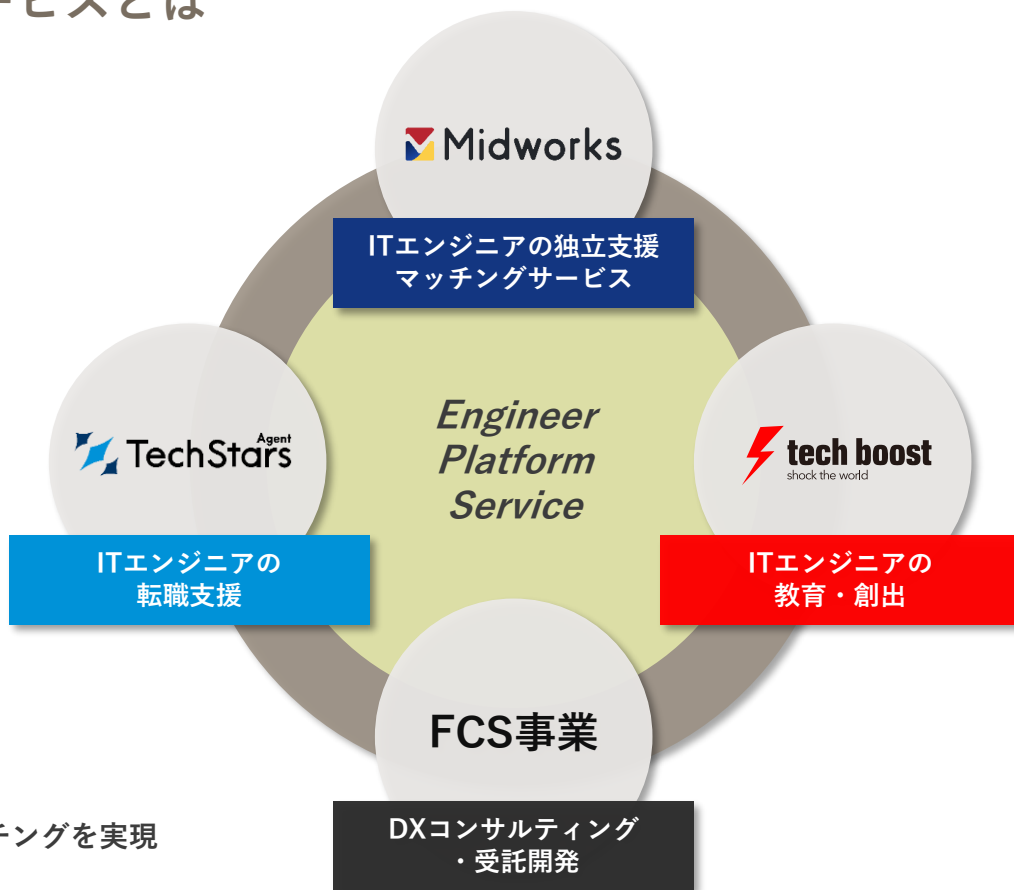 ービスとは
Midworks
ITエンジニアの独立支援
マッチングサービス
Engineer
Platform
Service
TechStars
Agent
ITエンジニアの
転職支援
tech boost
shock the world
ITエンジニアの
教育・創出
FCS事業
DXコンサルティング
・受託開発
チングを実現